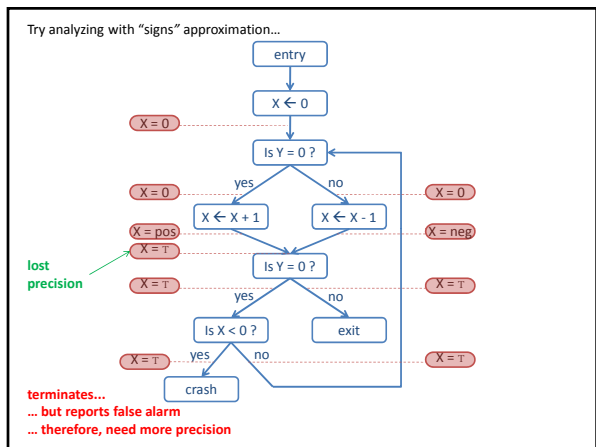 Try analyzing with “signs” approximation…
entry
X ← 0
X = 0
Is Y = 0 ?
yes
no
X = 0
X = 0
X ← X + 1
X ← X - 1
X = pos
X = neg
X = T
lost
precision
Is Y = 0 ?
X = T
X = T
yes
no
Is X < 0 ?
exit
X = T
yes
no
X = T
crash
terminates...
... but reports false alarm
... therefore, need more precision